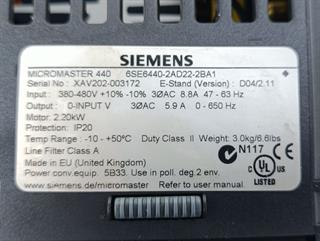 SIEMENS
MICROMASTER 440 6SE6440-2AD22-2BA1
Serial No : XAV202-003172 E-Stand (Version) : D04/2.11
Input: 380-480V +10% -10% 3ØAC 8.8A 47 - 63 Hz
Output : 0-INPUT V 3ØAC 5.9 A 0 - 650 Hz
Motor: 2.20kW
Protection: IP20
Temp Range : -10 - +50°C Duty Class II Weight: 3.0kg/6.6lbs
Line Filter Class A
Made in EU (United Kingdom)
Power conv.equip. 5B33. Use in poll. deg.2 env.
www.siemens.de/micromaster Refer to user manual
N117
C UL US
LISTED